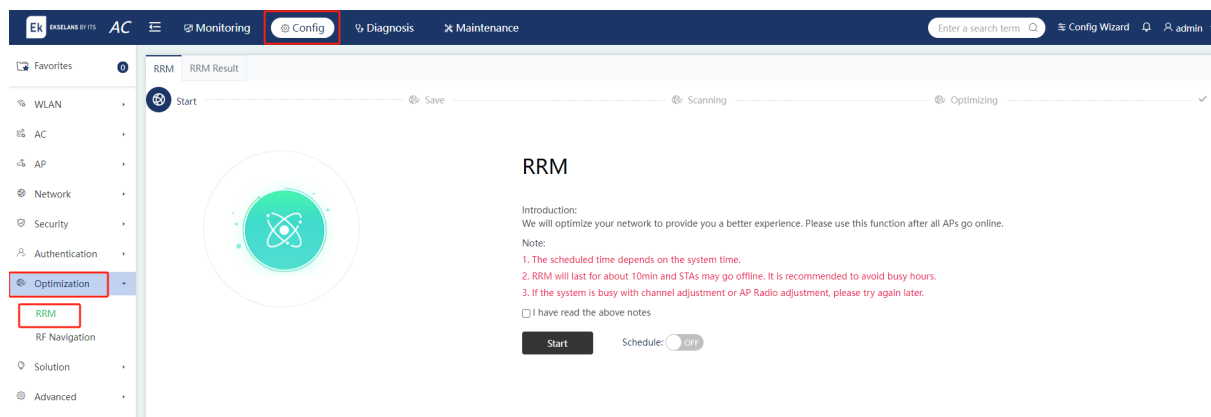 Ek EKSELANS BY ITS AC Monitoring Config Diagnosis Maintenance Enter a search term Config Wizard admin
Favorites 0
RRM RRM Result
Start Save Scanning Optimizing
WLAN
AC
AP
Network
Security
Authentication
Optimization
RRM
RF Navigation
Solution
Advanced
RRM
Introduction:
We will optimize your network to provide you a better experience. Please use this function after all APs go online.
Note:
1. The scheduled time depends on the system time.
2. RRM will last for about 10min and STAs may go offline. It is recommended to avoid busy hours.
3. If the system is busy with channel adjustment or AP Radio adjustment, please try again later.
I have read the above notes
Start Schedule: OFF